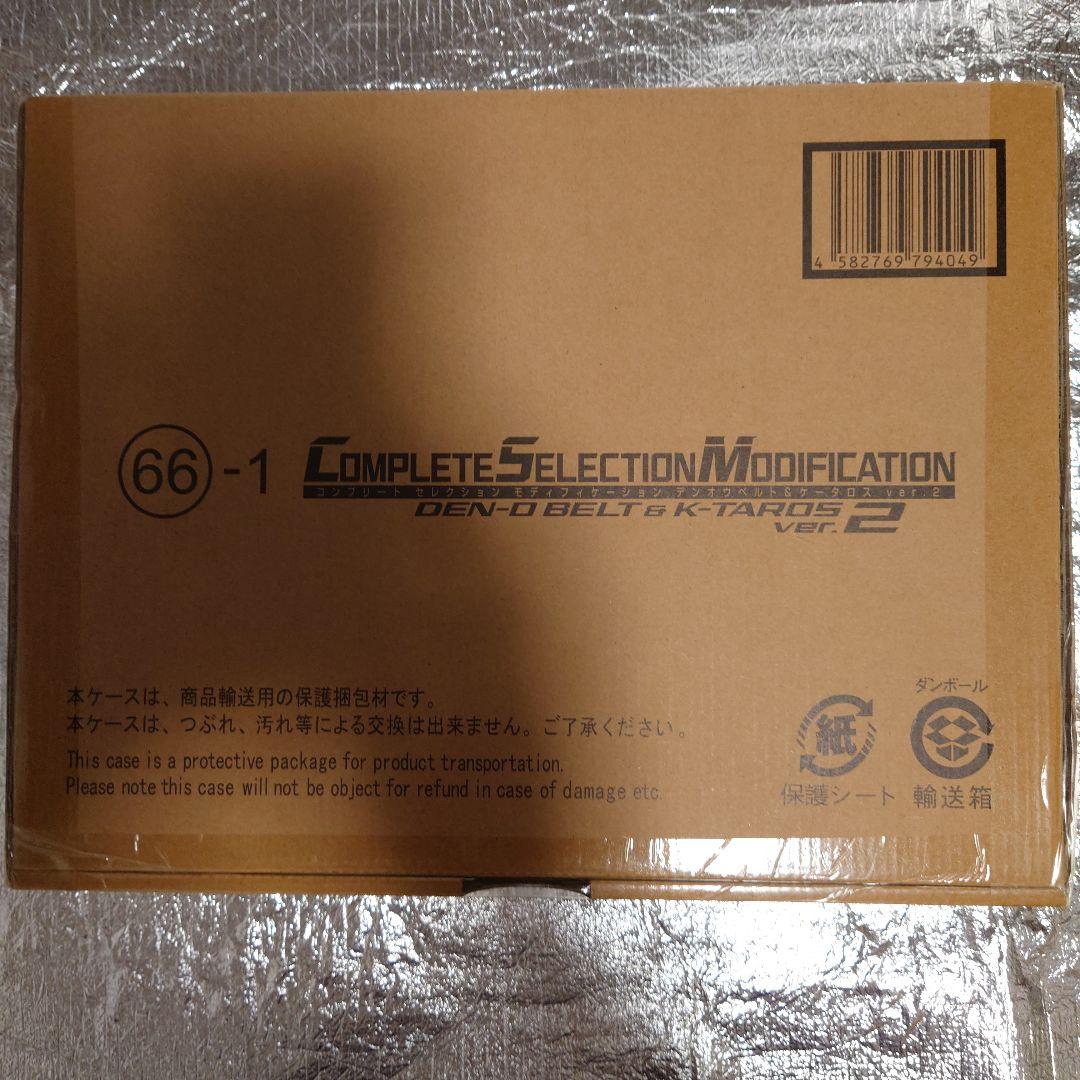 4 582769 794049
66-1
COMPLETE SELECTION MODIFICATION
コンプリート セレクション モディフィケーション デンオウベルト&ケータロス ver.2
DEN-O BELT & K-TAROS
ver.2
本ケースは、商品輸送用の保護梱包材です。
本ケースは、つぶれ、汚れ等による交換は出来ません。ご了承ください。
This case is a protective package for product transportation.
Please note this case will not be object for refund in case of damage etc.
紙
保護シート
ダンボール
輸送箱